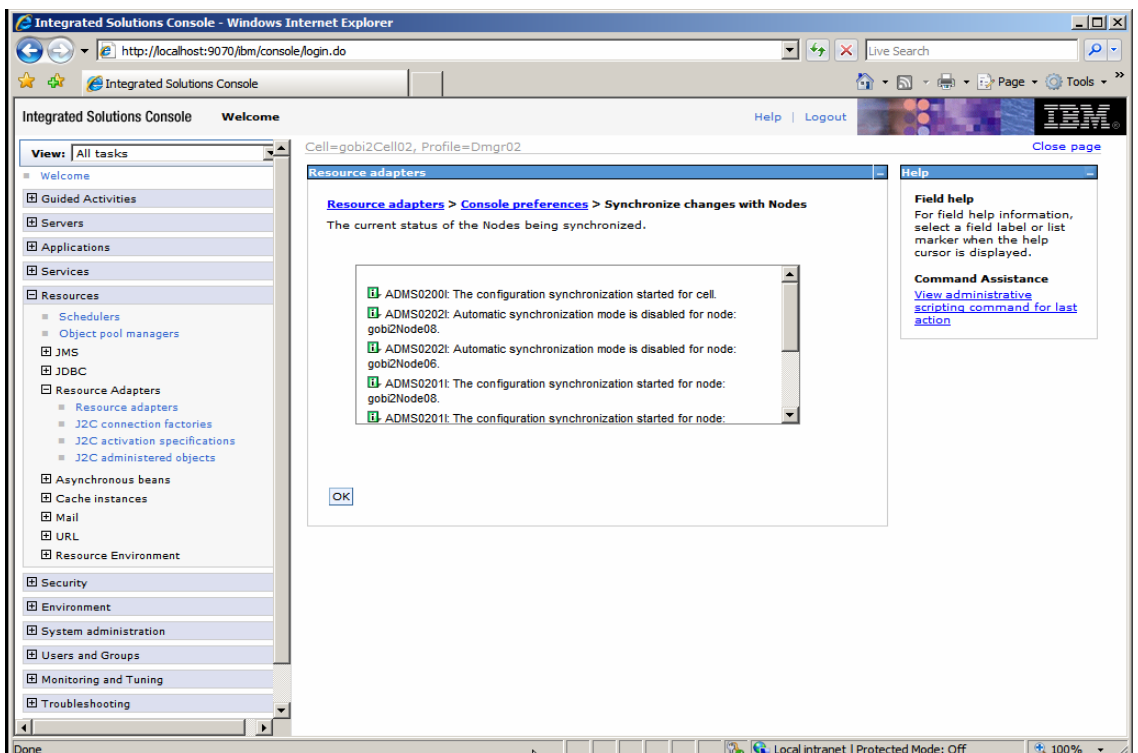 Integrated Solutions Console - Windows Internet Explorer
http://localhost:9070/ibm/console/login.do
Live Search
Integrated Solutions Console
Page
Tools
»
Integrated Solutions Console Welcome
Help | Logout
IBM
View: All tasks
Welcome
Guided Activities
Servers
Applications
Services
Resources
Schedulers
Object pool managers
JMS
JDBC
Resource Adapters
Resource adapters
J2C connection factories
J2C activation specifications
J2C administered objects
Asynchronous beans
Cache instances
Mail
URL
Resource Environment
Security
Environment
System administration
Users and Groups
Monitoring and Tuning
Troubleshooting
Cell=gobi2Cell02, Profile=Dmgr02
Close page
Resource adapters
Resource adapters > Console preferences > Synchronize changes with Nodes
The current status of the Nodes being synchronized.
ADMS0200I: The configuration synchronization started for cell.
ADMS0202I: Automatic synchronization mode is disabled for node:
gobi2Node08.
ADMS0202I: Automatic synchronization mode is disabled for node:
gobi2Node06.
ADMS0201I: The configuration synchronization started for node:
gobi2Node08.
ADMS0201I: The configuration synchronization started for node:
OK
Help
Field help
For field help information,
select a field label or list
marker when the help
cursor is displayed.
Command Assistance
View administrative
scripting command for last
action
Done
Local intranet | Protected Mode: Off
100%